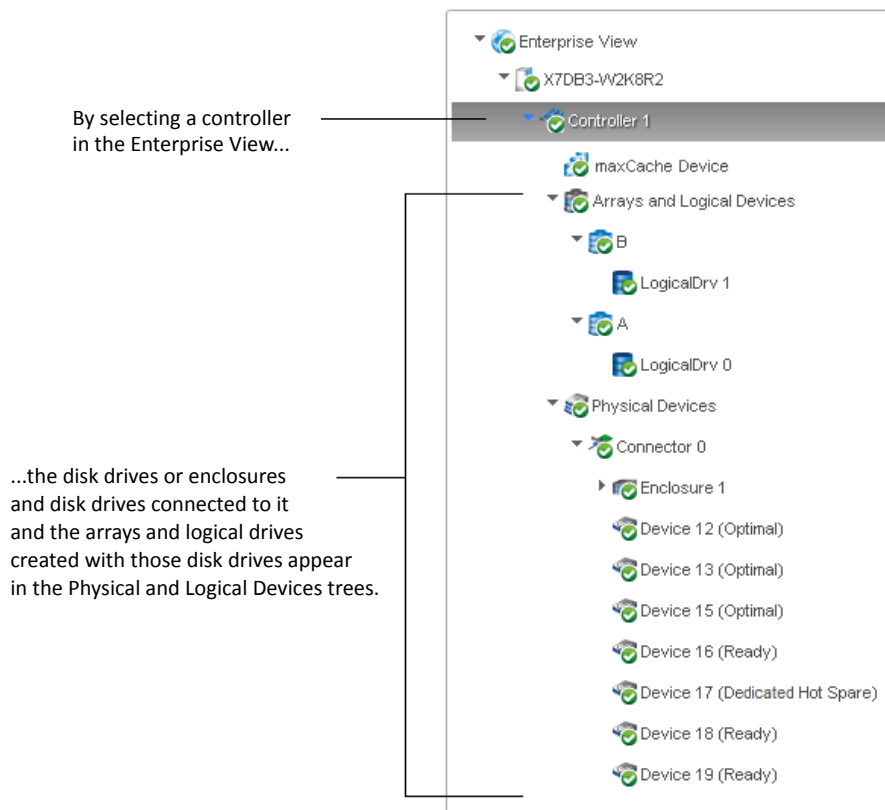 Enterprise View
X7DB3-W2K8R2
By selecting a controller
in the Enterprise View...
Controller 1
maxCache Device
Arrays and Logical Devices
B
LogicalDrv 1
A
LogicalDrv 0
Physical Devices
Connector 0
...the disk drives or enclosures
and disk drives connected to it
and the arrays and logical drives
created with those disk drives appear
in the Physical and Logical Devices trees.
Enclosure 1
Device 12 (Optimal)
Device 13 (Optimal)
Device 15 (Optimal)
Device 16 (Ready)
Device 17 (Dedicated Hot Spare)
Device 18 (Ready)
Device 19 (Ready)